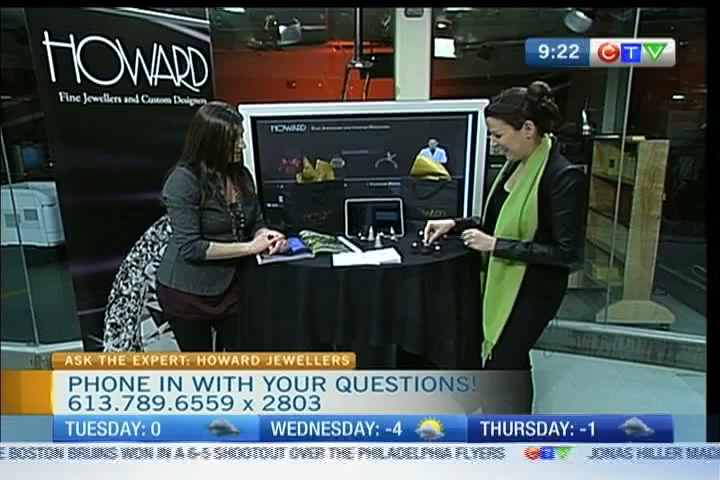 HOWARD
Fine Jewellers and Custom Designers
9:22 CTV
HOWARD
ASK THE EXPERT: HOWARD JEWELLERS
PHONE IN WITH YOUR QUESTIONS!
613.789.6559 x 2803
TUESDAY: 0 WEDNESDAY: -4 THURSDAY: -1
E BOSTON BRUINS WON IN A 6-5 SHOOTOUT OVER THE PHILADELPHIA FLYERS CTV JONAS HILLER MAD